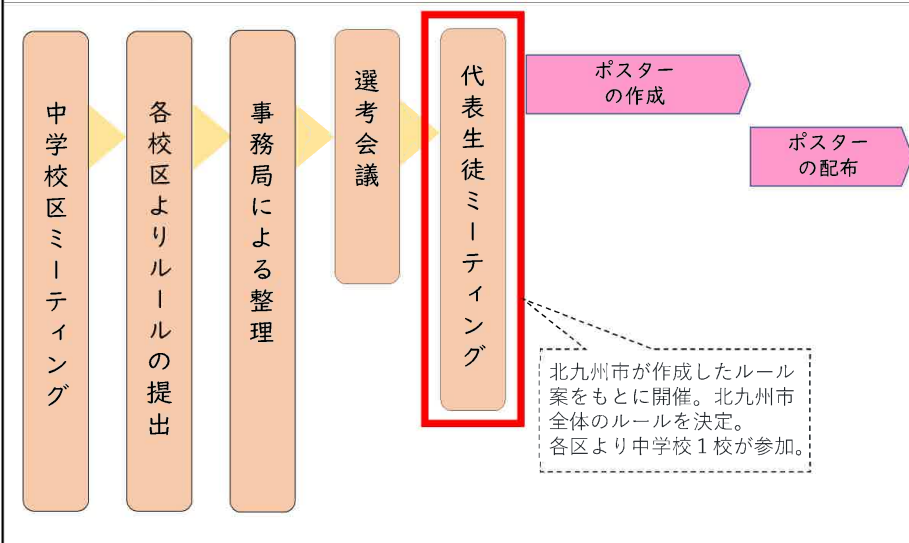 中学校区ミーティング
各校区よりルールの提出
事務局による整理
選考会議
代表生徒ミーティング
ポスター
の作成
ポスター
の配布
北九州市が作成したルール
案をもとに開催。北九州市
全体のルールを決定。
各区より中学校１校が参加。